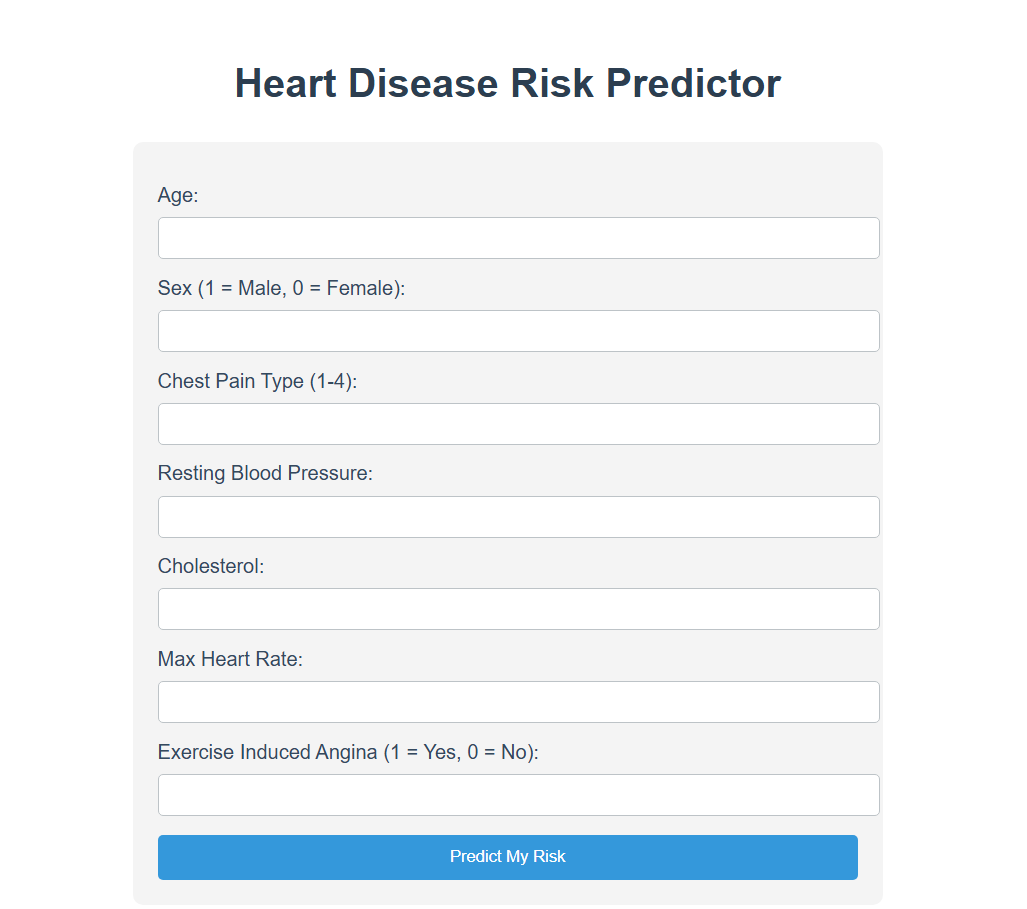 Heart Disease Risk Predictor
Age:
Sex (1 = Male, 0 = Female):
Chest Pain Type (1-4):
Resting Blood Pressure:
Cholesterol:
Max Heart Rate:
Exercise Induced Angina (1 = Yes, 0 = No):
Predict My Risk